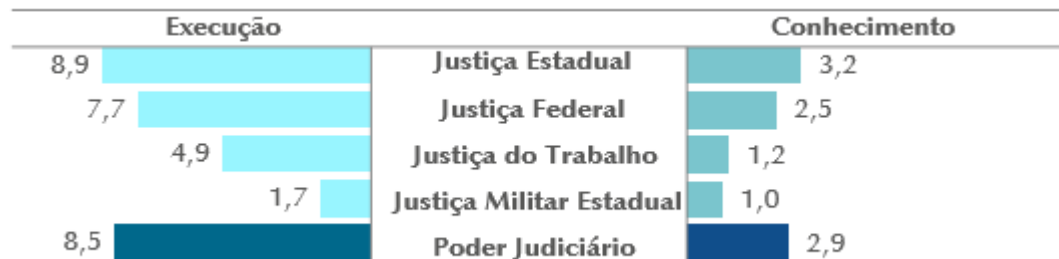 Execução Conhecimento
8,9 Justiça Estadual 3,2
7,7 Justiça Federal 2,5
4,9 Justiça do Trabalho 1,2
1,7 Justiça Militar Estadual 1,0
8,5 Poder Judiciário 2,9